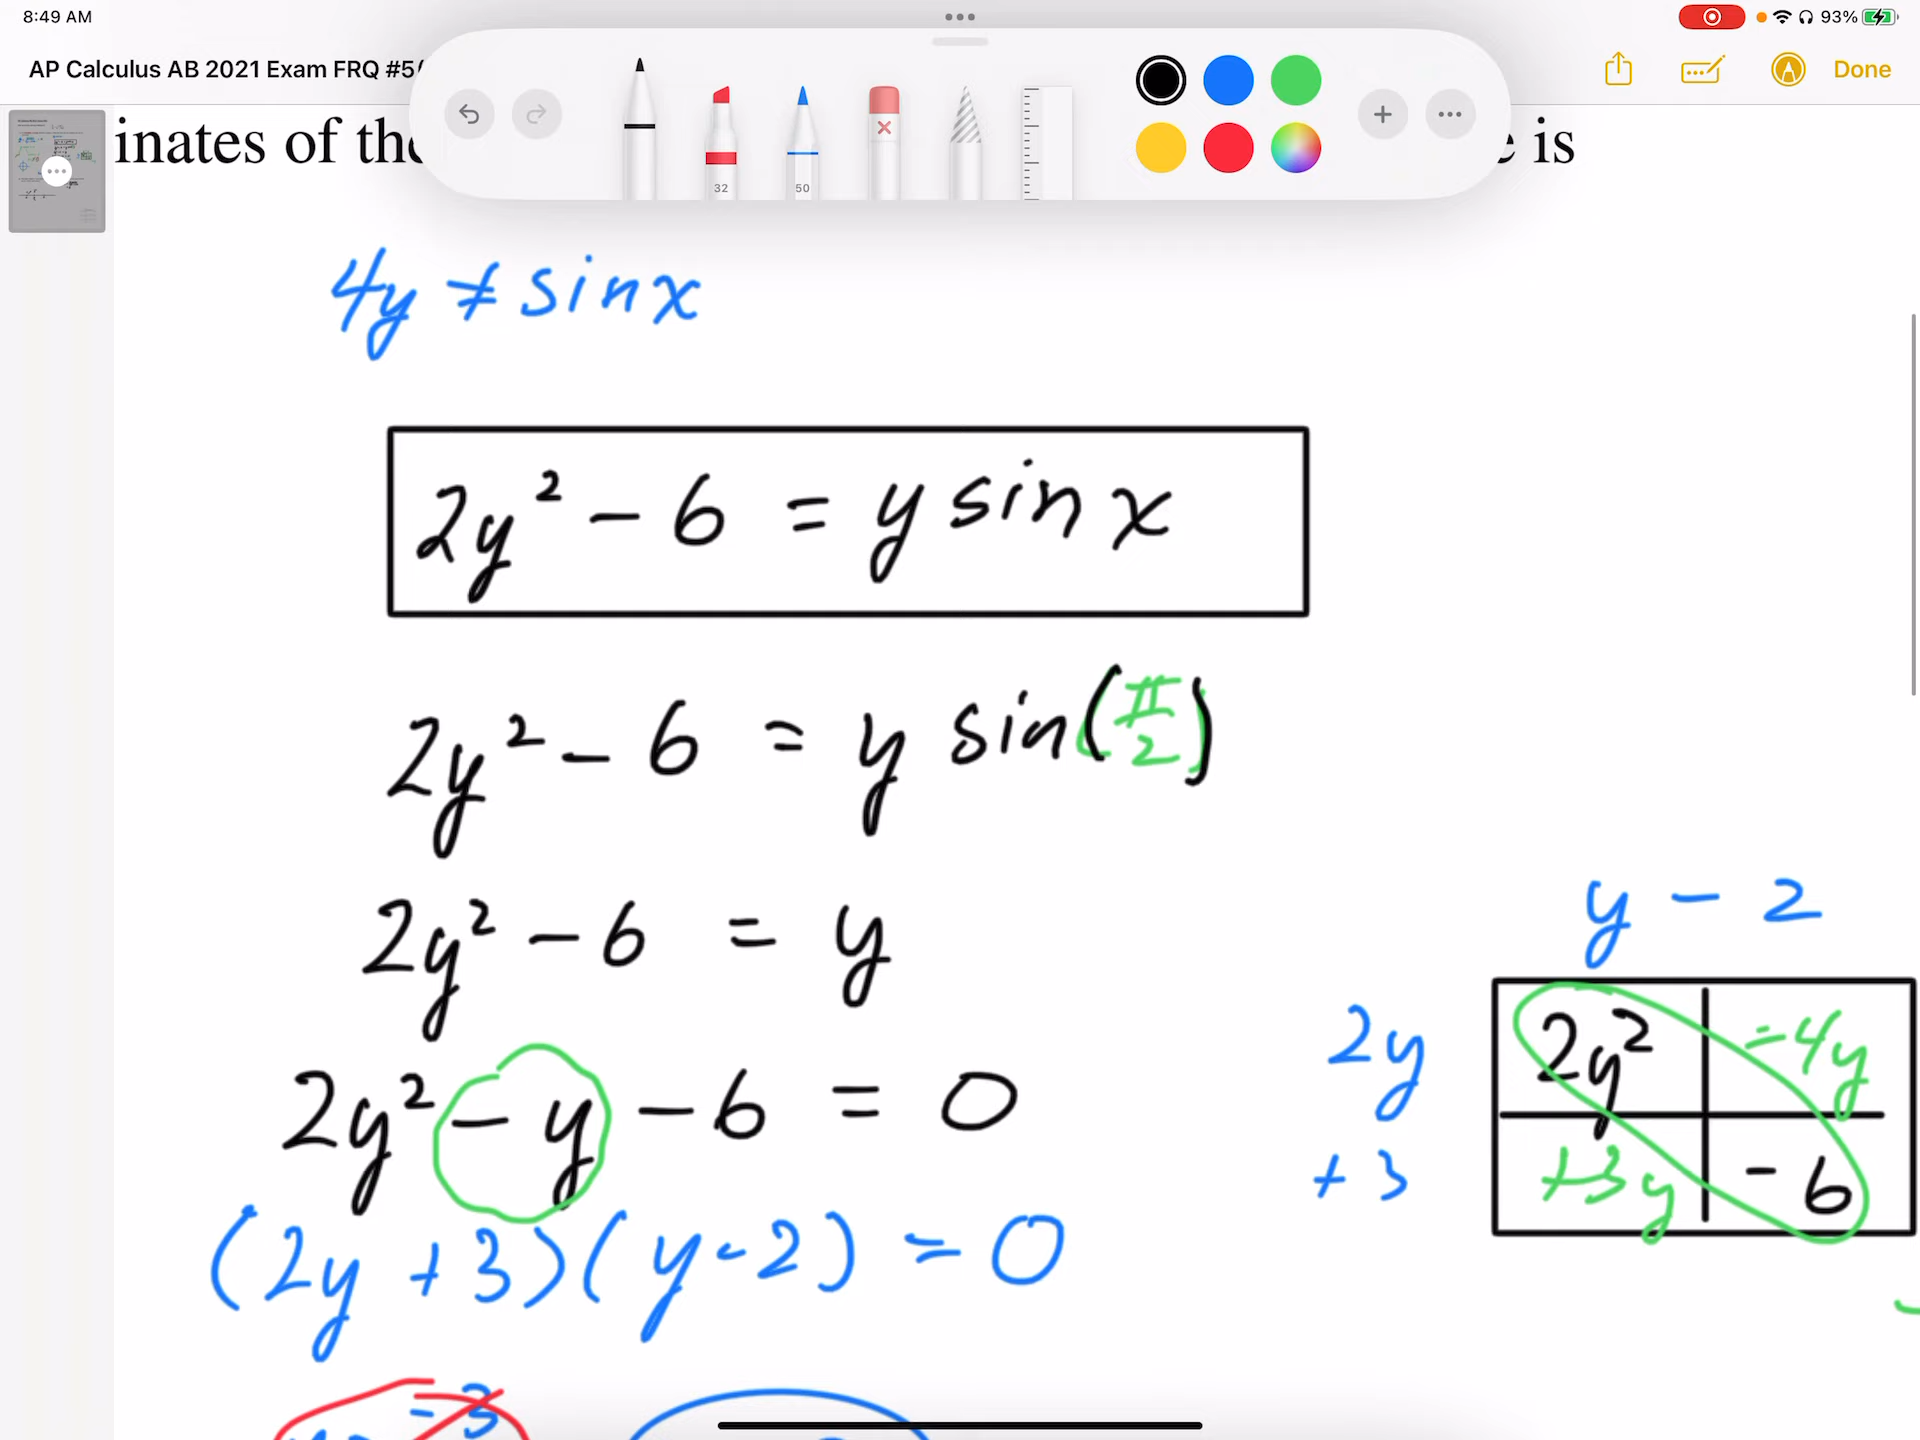 8:49 AM
93%
AP Calculus AB 2021 Exam FRQ #5(
Done
inates of the
is
32
50
4y ≠ sin x
2y² - 6 = y sin x
2y² - 6 = y sin(π/2)
2y² - 6 = y
y - 2
2y² - y - 6 = 0
2y
+ 3
2y²
-4y
+3y
- 6
(2y + 3)(y - 2) = 0